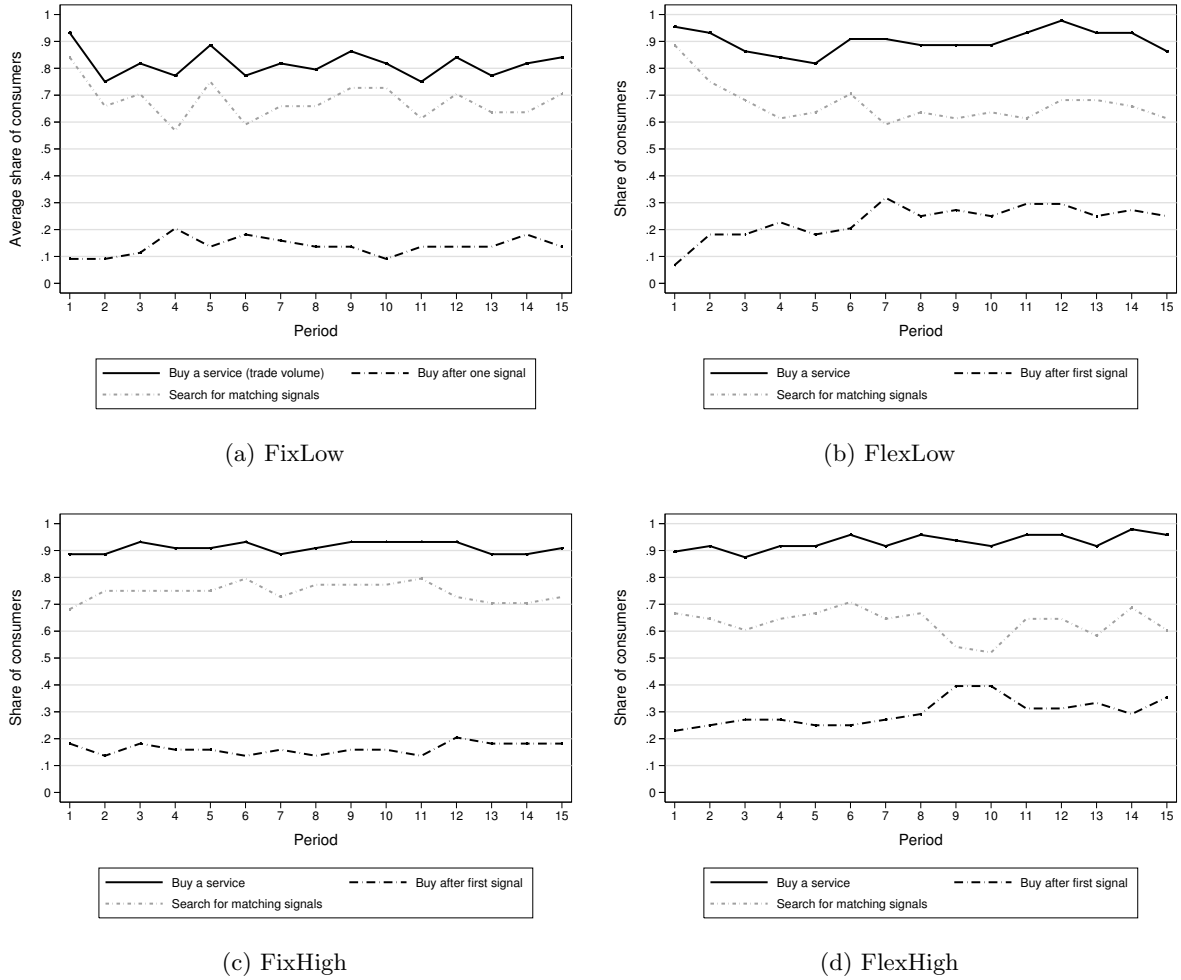 1
.9
.8
.7
.6
.5
.4
.3
.2
.1
0
Average share of consumers
1 2 3 4 5 6 7 8 9 10 11 12 13 14 15
Period
Buy a service (trade volume) Buy after one signal
Search for matching signals
(a) FixLow
1
.9
.8
.7
.6
.5
.4
.3
.2
.1
0
Share of consumers
1 2 3 4 5 6 7 8 9 10 11 12 13 14 15
Period
Buy a service Buy after first signal
Search for matching signals
(b) FlexLow
1
.9
.8
.7
.6
.5
.4
.3
.2
.1
0
Share of consumers
1 2 3 4 5 6 7 8 9 10 11 12 13 14 15
Period
Buy a service Buy after first signal
Search for matching signals
(c) FixHigh
1
.9
.8
.7
.6
.5
.4
.3
.2
.1
0
Share of consumers
1 2 3 4 5 6 7 8 9 10 11 12 13 14 15
Period
Buy a service Buy after first signal
Search for matching signals
(d) FlexHigh